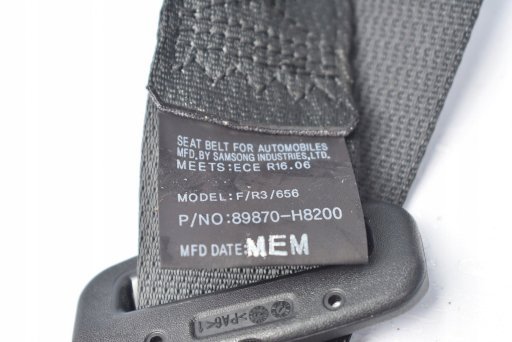 SEAT BELT FOR AUTOMOBILES
MFD.BY SAMSONG INDUSTRIES,LTD.
MEETS:ECE R16.06
MODEL:F/R3/656
P/NO:89870-H8200
MFD DATE:MEM
>PA6<